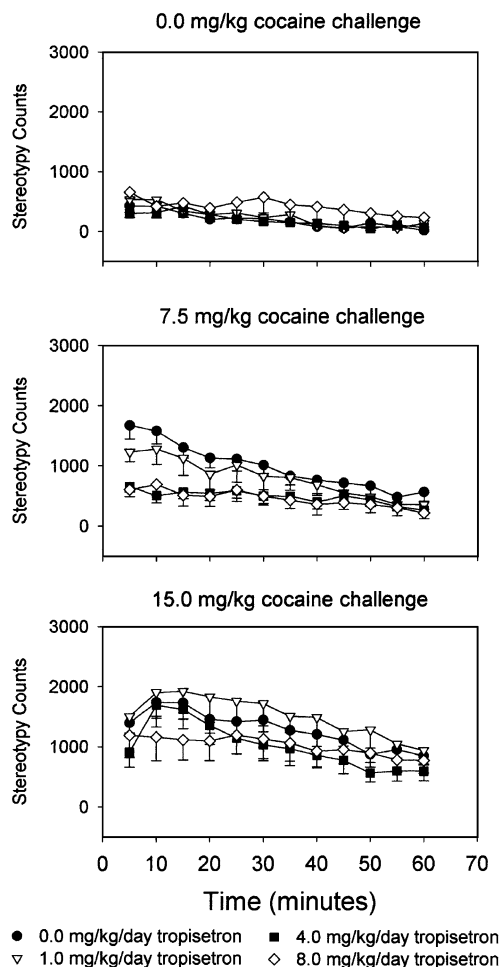 0.0 mg/kg cocaine challenge
3000
2000
1000
0
Stereotypy Counts
7.5 mg/kg cocaine challenge
3000
2000
1000
0
Stereotypy Counts
15.0 mg/kg cocaine challenge
3000
2000
1000
0
Stereotypy Counts
0 10 20 30 40 50 60 70
Time (minutes)
0.0 mg/kg/day tropisetron 4.0 mg/kg/day tropisetron
1.0 mg/kg/day tropisetron 8.0 mg/kg/day tropisetron